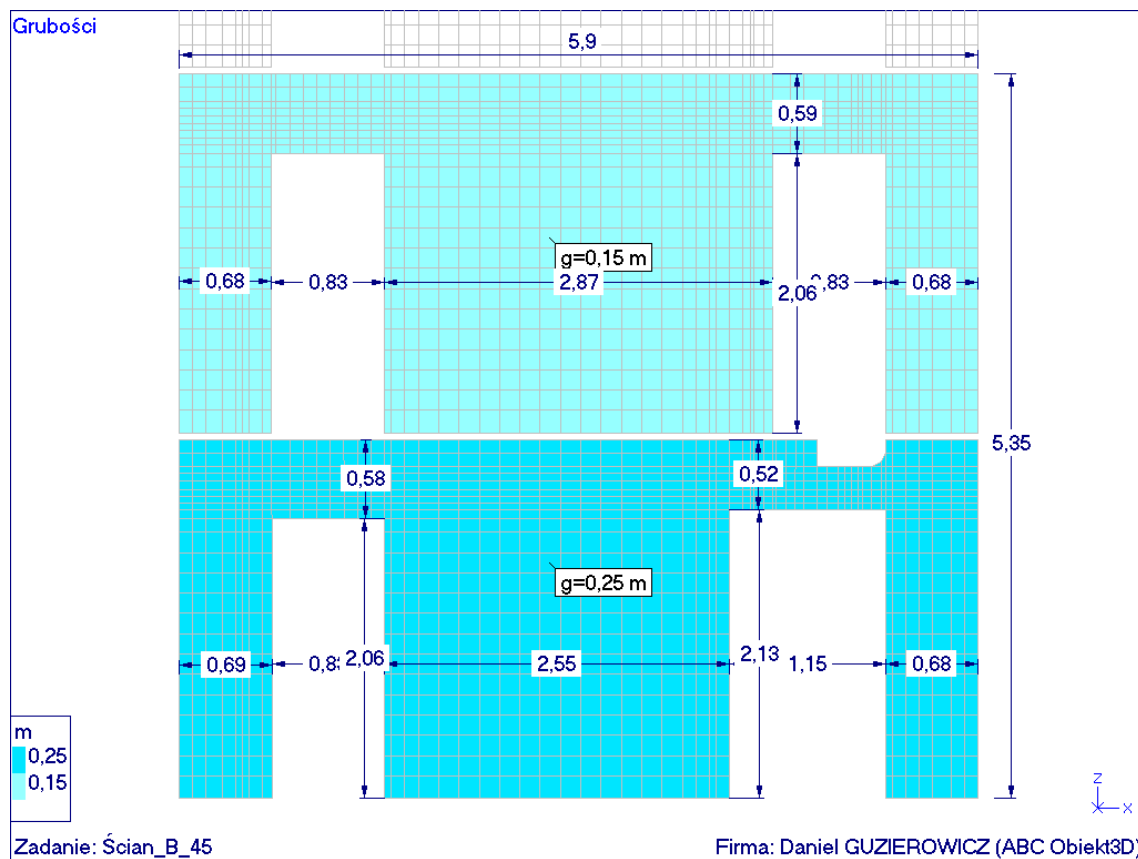 Grubości
5,9
0,59
g=0,15 m
0,68
0,83
2,87
2,06
0,83
0,68
5,35
0,58
0,52
g=0,25 m
0,69
2,06
2,55
2,13
1,15
0,68
m
0,25
0,15
z
x
Zadanie: Ścian_B_45
Firma: Daniel GUZIEROWICZ (ABC Obiekt3D)